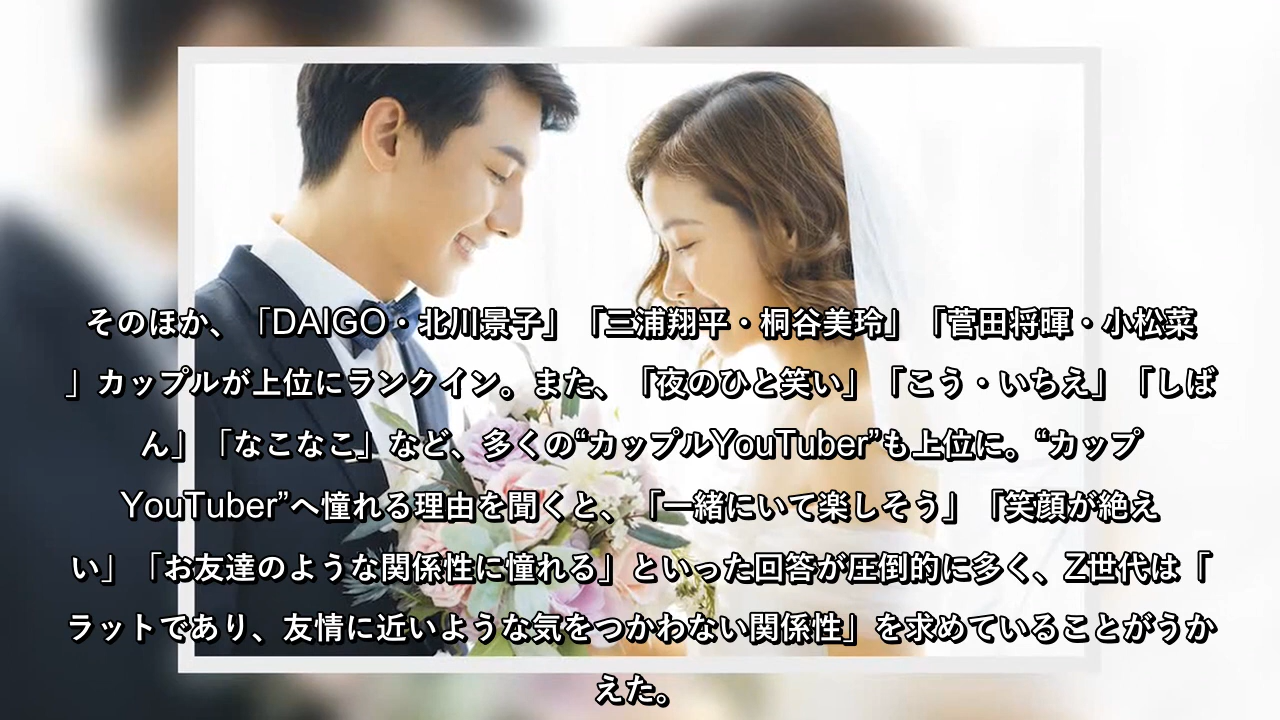 そのほか、「DAIGO・北川景子」「三浦翔平・桐谷美玲」「菅田将暉・小松菜
」カップルが上位にランクイン。また、「夜のひと笑い」「こう・いちえ」「しば
ん」「なこなこ」など、多くの“カップルYouTuber”も上位に。“カップ
YouTuber”へ憧れる理由を聞くと、「一緒にいて楽しそう」「笑顔が絶え
い」「お友達のような関係性に憧れる」といった回答が圧倒的に多く、Z世代は「
ラットであり、友情に近いような気をつかわない関係性」を求めていることがうか
えた。